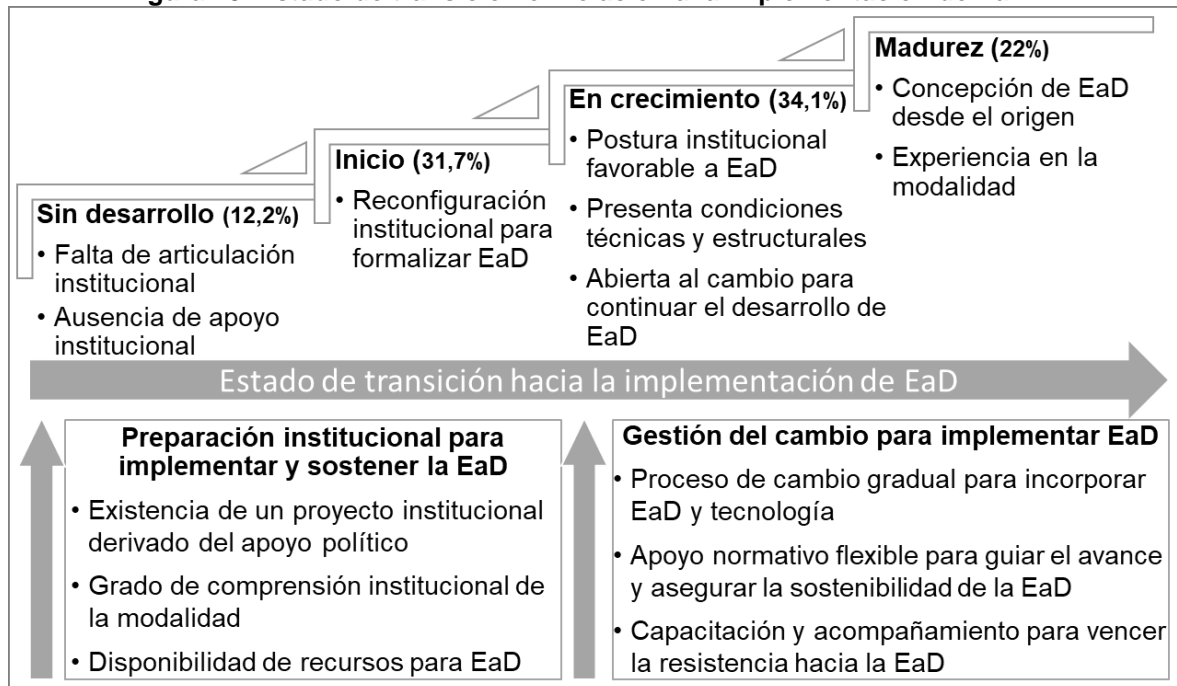 Sin desarrollo (12,2%)
• Falta de articulación
institucional
• Ausencia de apoyo
institucional
Inicio (31,7%)
• Reconfiguración
institucional para
formalizar EaD
En crecimiento (34,1%)
• Postura institucional
favorable a EaD
• Presenta condiciones
técnicas y estructurales
• Abierta al cambio para
continuar el desarrollo de
EaD
Madurez (22%)
• Concepción de EaD
desde el origen
• Experiencia en la
modalidad
Estado de transición hacia la implementación de EaD
Preparación institucional para
implementar y sostener la EaD
• Existencia de un proyecto institucional
derivado del apoyo político
• Grado de comprensión institucional de
la modalidad
• Disponibilidad de recursos para EaD
Gestión del cambio para implementar EaD
• Proceso de cambio gradual para incorporar
EaD y tecnología
• Apoyo normativo flexible para guiar el avance
y asegurar la sostenibilidad de la EaD
• Capacitación y acompañamiento para vencer
la resistencia hacia la EaD